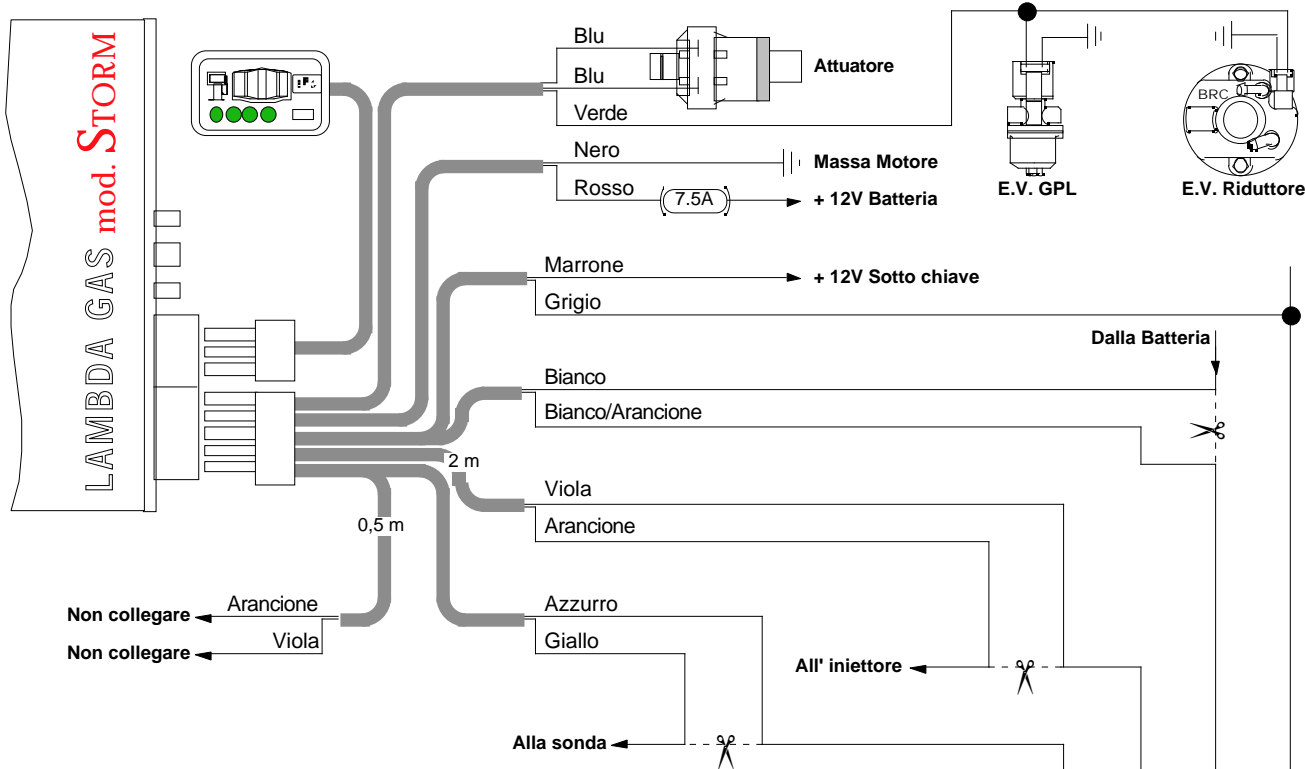 LAMBDA GAS mod. STORM
Blu
Blu
Verde
Attuatore
BRC
E.V. GPL
E.V. Riduttore
Nero
Massa Motore
Rosso
7.5A
+ 12V Batteria
Marrone
+ 12V Sotto chiave
Grigio
Dalla Batteria
Bianco
Bianco/Arancione
2 m
Viola
Arancione
0,5 m
Non collegare
Arancione
Non collegare
Viola
Azzurro
Giallo
All' iniettore
Alla sonda